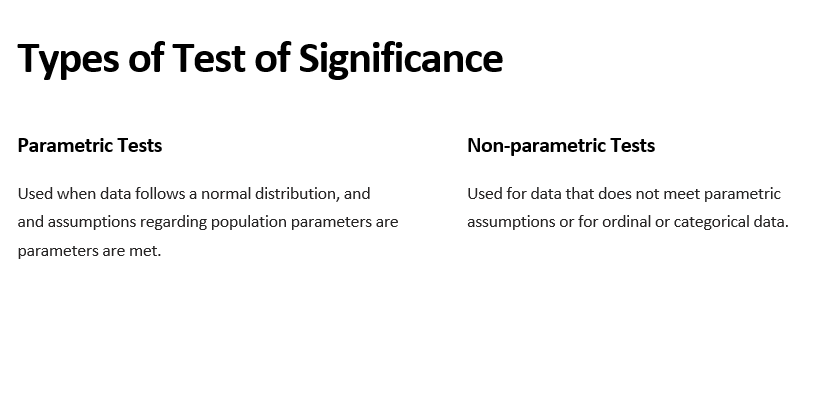 Types of Test of Significance
Parametric Tests
Used when data follows a normal distribution, and
and assumptions regarding population parameters are
parameters are met.
Non-parametric Tests
Used for data that does not meet parametric
assumptions or for ordinal or categorical data.